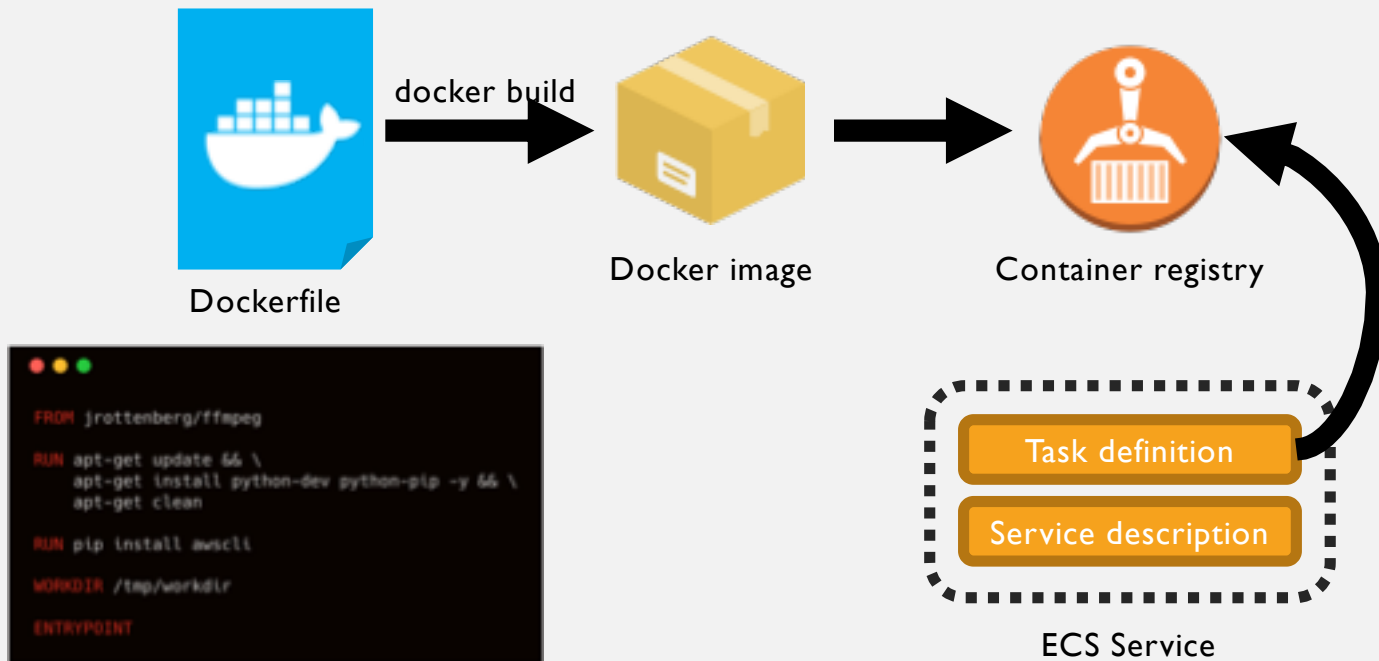 docker build
Dockerfile
Docker image
Container registry
FROM jrottenberg/ffmpeg
RUN apt-get update && \
apt-get install python-dev python-pip -y && \
apt-get clean
RUN pip install awscli
WORKDIR /tmp/workdir
ENTRYPOINT
Task definition
Service description
ECS Service